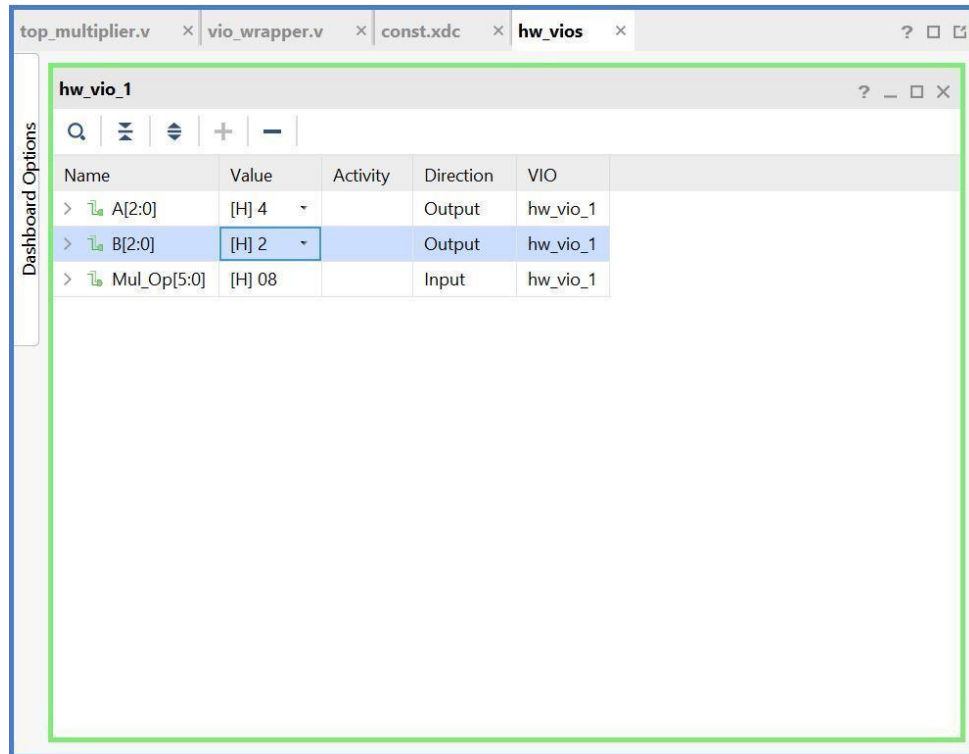 top_multiplier.v × vio_wrapper.v × const.xdc × hw_vios × ?
Dashboard Options
hw_vio_1 ?
Name Value Activity Direction VIO
> A[2:0] [H] 4 Output hw_vio_1
> B[2:0] [H] 2 Output hw_vio_1
> Mul_Op[5:0] [H] 08 Input hw_vio_1